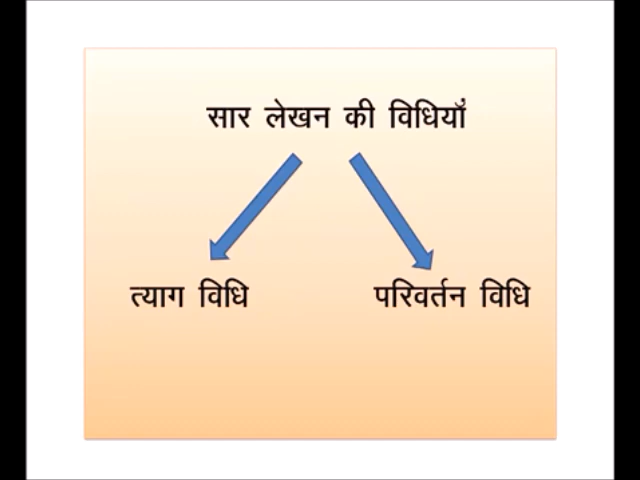 सार लेखन की विधियाँ
त्याग विधि
परिवर्तन विधि